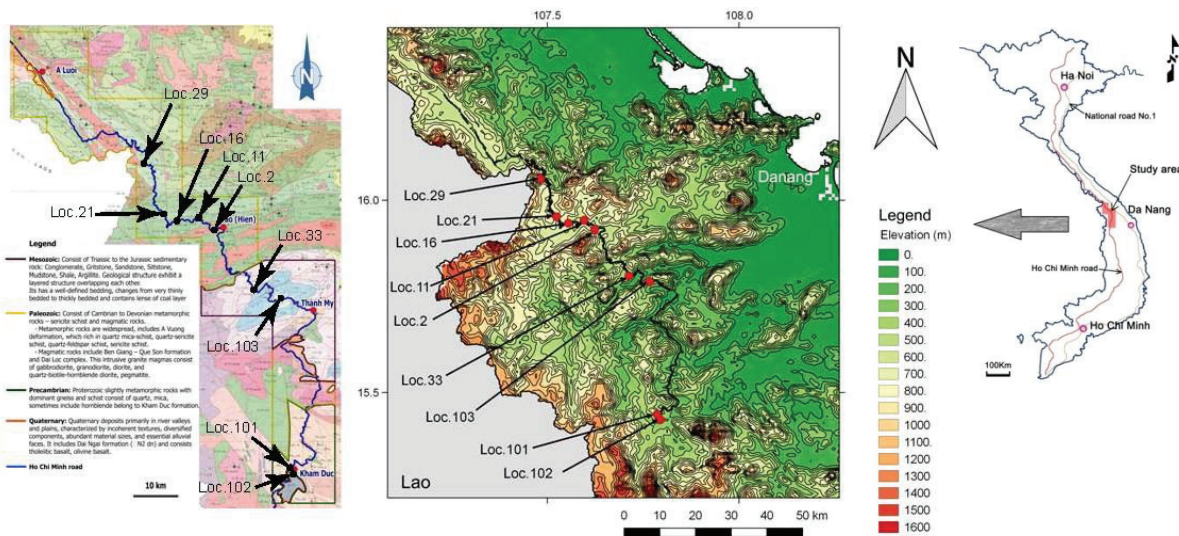 A Luoi
N
Loc.29
Loc.16
Loc.11
Loc.2
Loc.21
ao (Hien)
Loc.33
Thanh My
Loc.103
Loc.101
Kham Duc
Loc.102
Legend
Mesozoic: Consist of Triassic to the Jurassic sedimentary
rock: Conglomerate, Gritstone, Sandstone, Siltstone,
Mudstone, Shale, Argillite. Geological structure exhibit a
layered structure overlapping each other.
Its has a well-defined bedding, changes from very thinly
bedded to thickly bedded and contains lense of coal layer
Paleozoic: Consist of Cambrian to Devonian metamorphic
rocks – sericite schist and magmatic rocks.
- Metamorphic rocks are widespread, includes A Vuong
deformation, which rich in quartz mica-schist, quartz-sericite
schist, quartz-feldspar schist, sericite schist.
- Magmatic rocks include Ben Giang – Que Son formation
and Dai Loc complex. This intrusive granite magmas consist
of gabbrodiorite, granodiorite, diorite, and
quartz-biotile-hornblende diorite, pegmatite.
Precambrian: Proterozoic slightly metamorphic rocks with
dominant gneiss and schist consist of quartz, mica,
sometimes include hornblende belong to Kham Duc formation.
Quaternary: Quaternary deposits primarily in river valleys
and plains, characterized by incoherent textures, diversified
components, abundant material sizes, and essential alluvial
faces. It includes Dai Nga formation ( N2 dn) and consists
tholeiitic basalt, olivine basalt.
Ho Chi Minh road
10 km
107.5
108.0
16.0
15.5
Loc.29
Loc.21
Loc.16
Loc.11
Loc.2
Loc.33
Loc.103
Loc.101
Loc.102
Danang
Lao
0 10 20 30 40 50 km
N
Legend
Elevation (m)
0.
100.
200.
300.
400.
500.
600.
700.
800.
900.
1000
1100.
1200
1300
1400
1500
1600
Ha Noi
National road No.1
Study area
Da Nang
Ho Chi Minh road
Ho Chi Minh
100Km